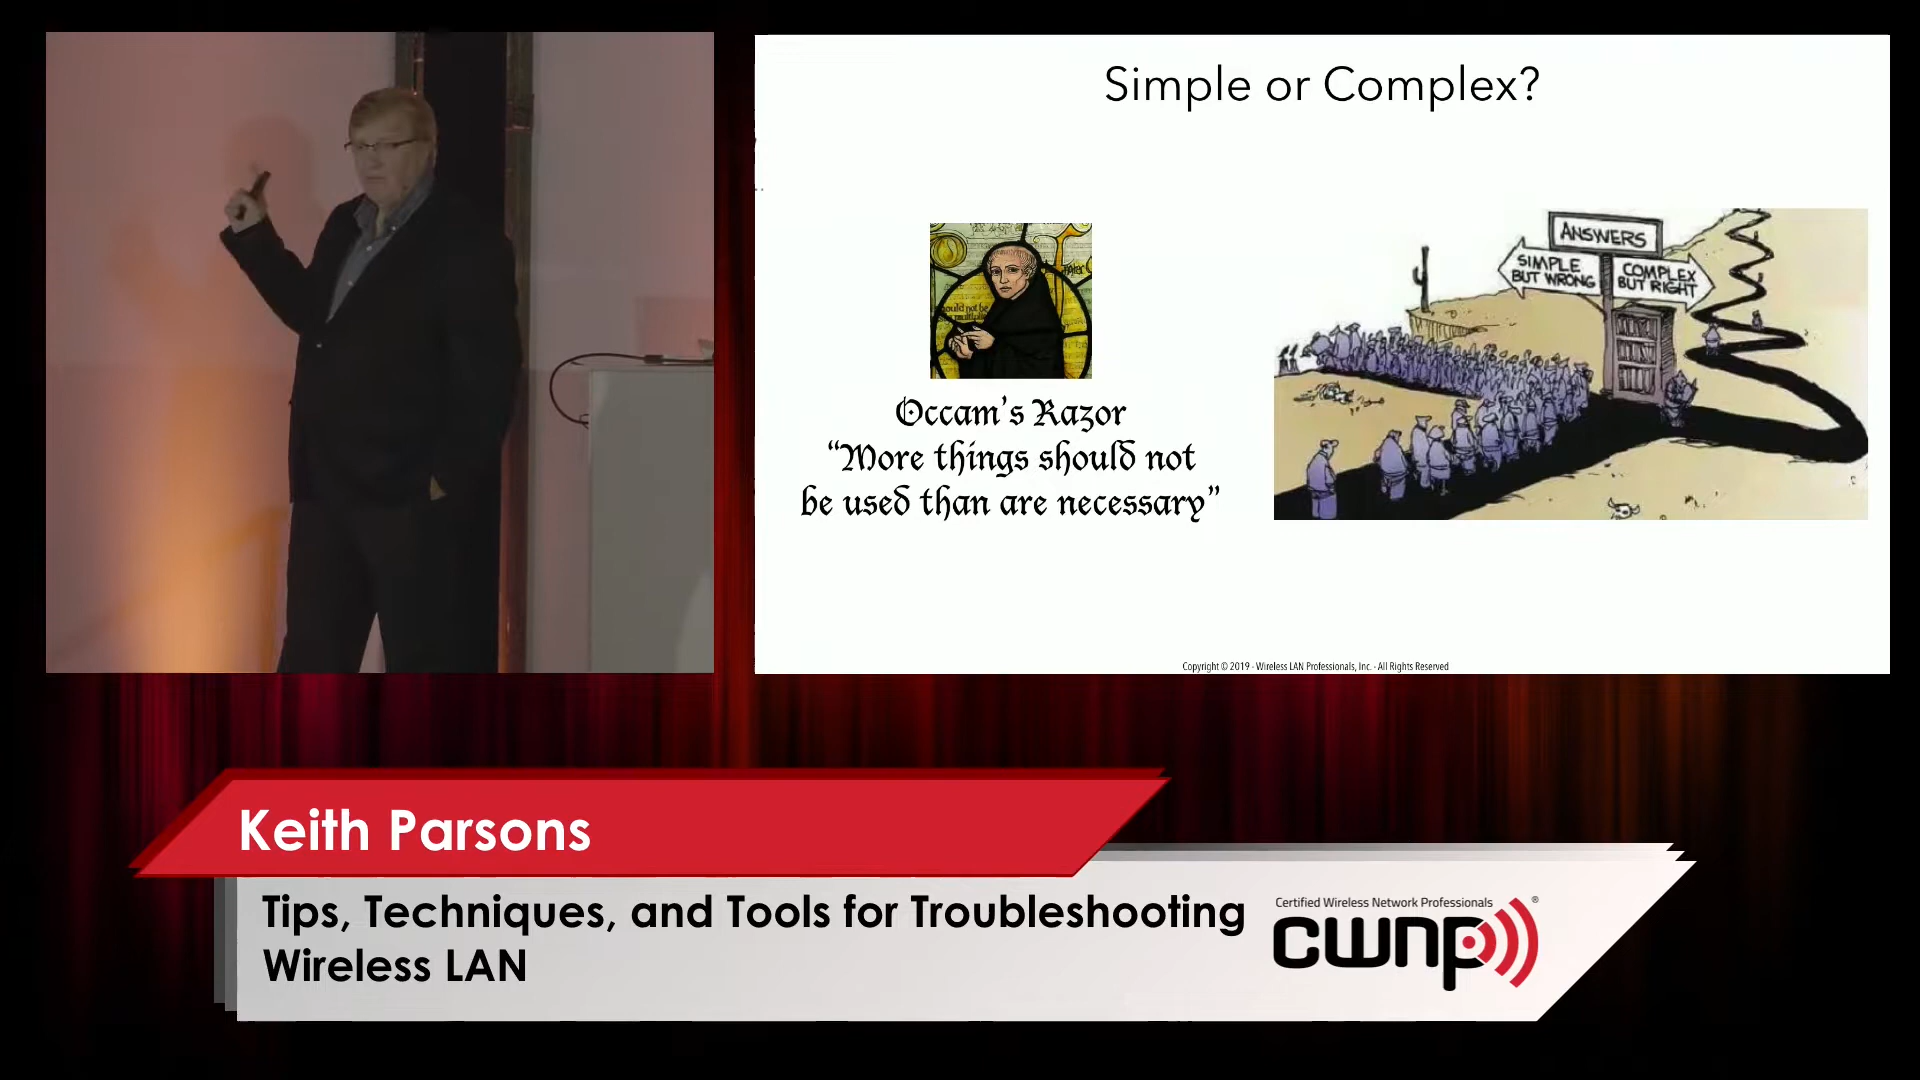 Simple or Complex?
ANSWERS
SIMPLE
BUT WRONG
COMPLEX
BUT RIGHT
Occam's Razor
“More things should not
be used than are necessary”
Copyright © 2019 - Wireless LAN Professionals, Inc. - All Rights Reserved
Keith Parsons
Tips, Techniques, and Tools for Troubleshooting
Wireless LAN
Certified Wireless Network Professionals
cwnp